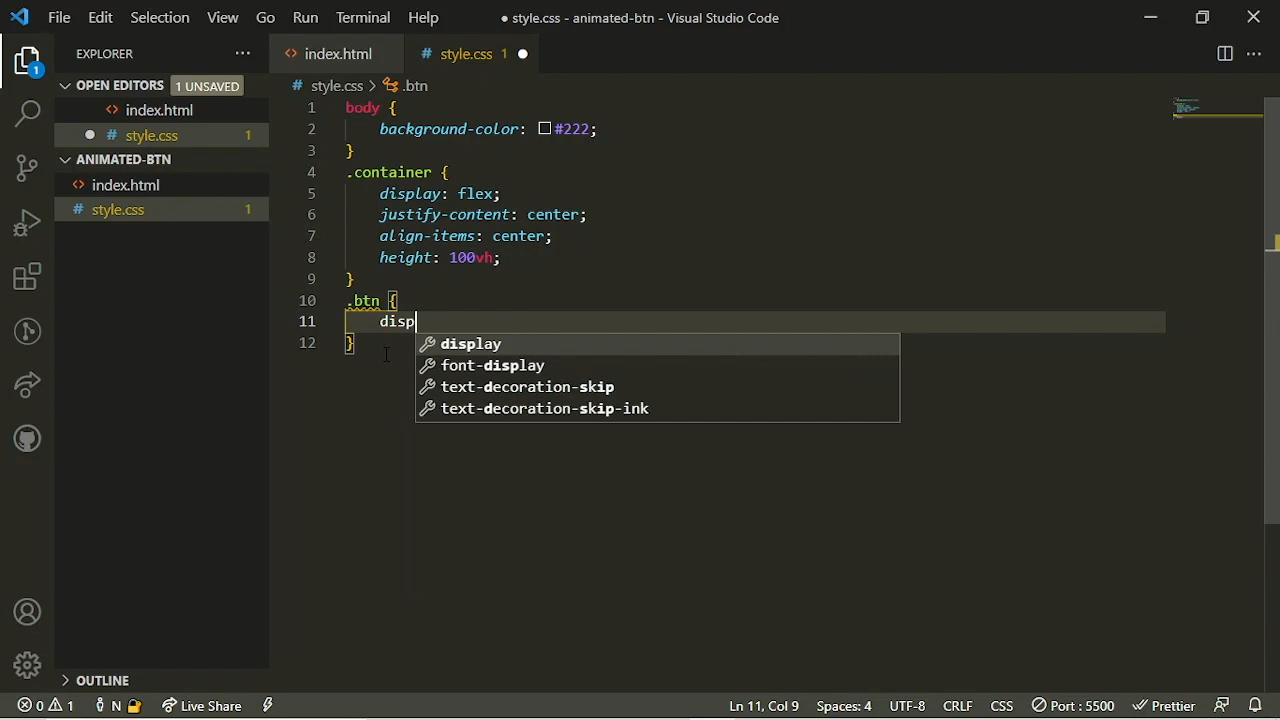 File Edit Selection View Go Run Terminal Help ● style.css - animated-btn - Visual Studio Code
EXPLORER ···
index.html
# style.css 1 ●
OPEN EDITORS 1 UNSAVED
index.html
● # style.css 1
ANIMATED-BTN
index.html
# style.css 1
OUTLINE
1
# style.css > .btn
1 body {
2 background-color: #222;
3 }
4 .container {
5 display: flex;
6 justify-content: center;
7 align-items: center;
8 height: 100vh;
9 }
10 .btn {
11 disp
12 }
display
font-display
text-decoration-skip
text-decoration-skip-ink
0 1 N Live Share Ln 11, Col 9 Spaces: 4 UTF-8 CRLF CSS Port : 5500 Prettier